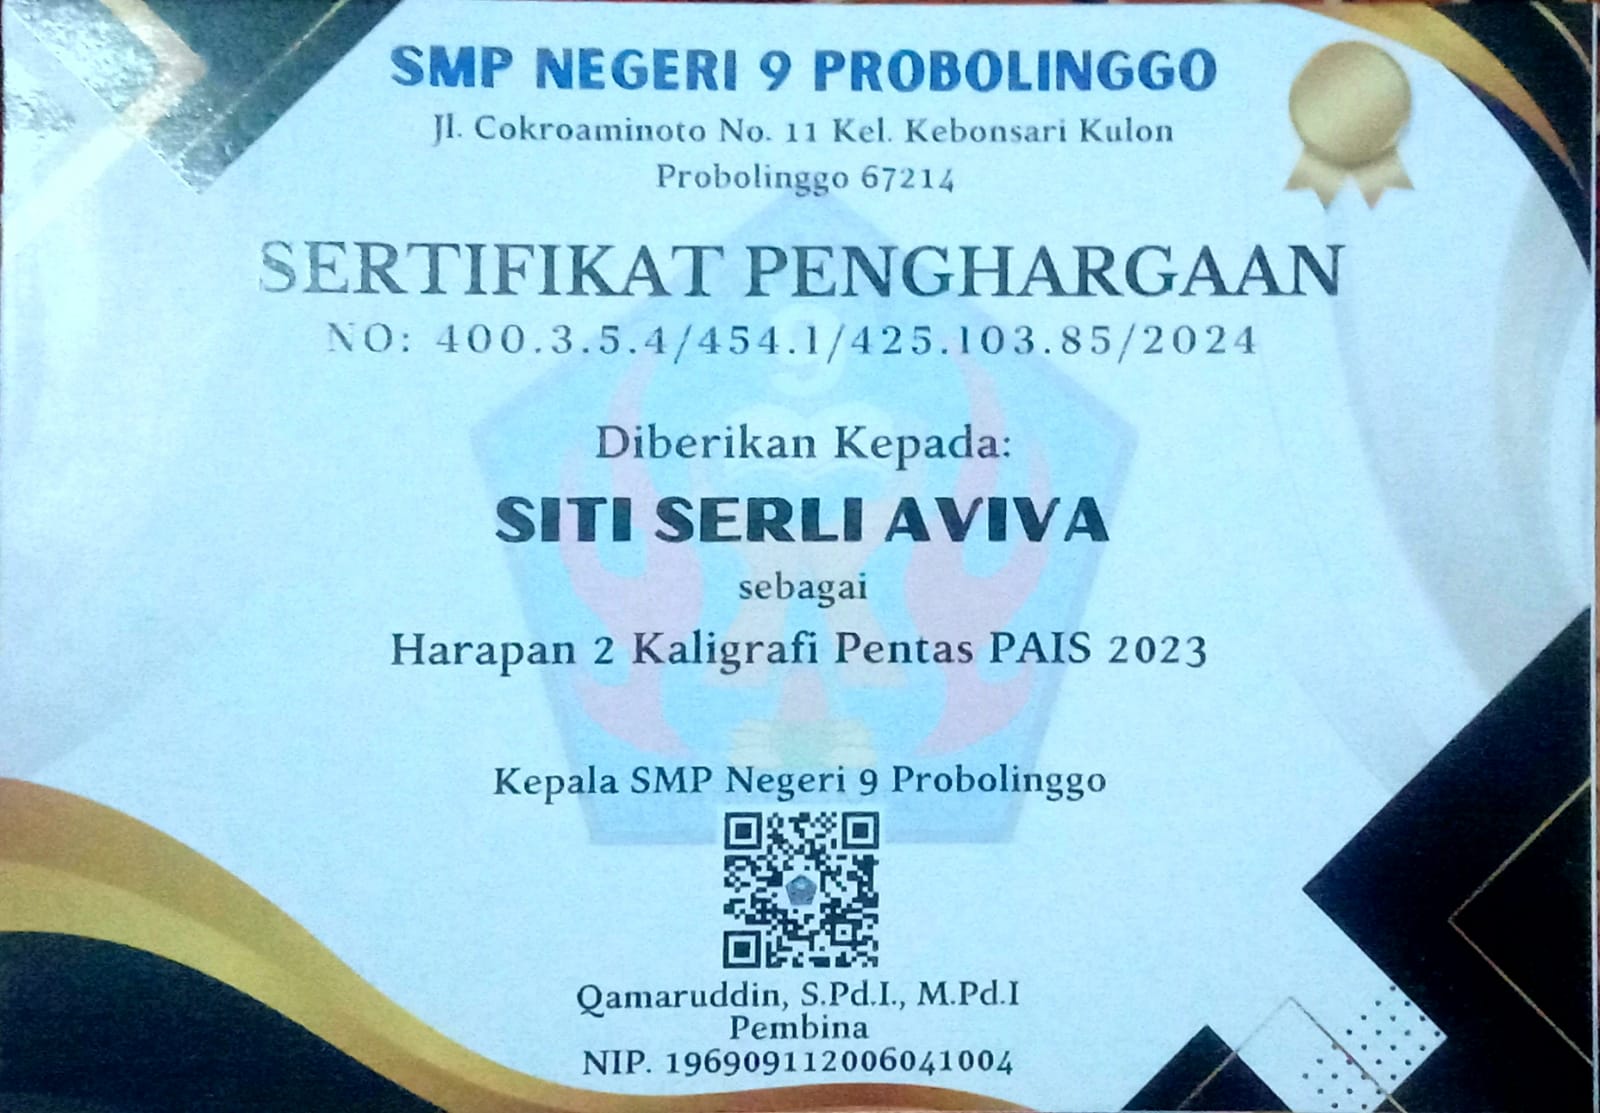 SMP NEGERI 9 PROBOLINGGO
Jl. Cokroaminoto No. 11 Kel. Kebonsari Kulon
Probolinggo 67214
SERTIFIKAT PENGHARGAAN
NO: 400.3.5.4/454.1/425.103.85/2024
9
Diberikan Kepada:
SITI SERLI AVIVA
sebagai
Harapan 2 Kaligrafi Pentas PAIS 2023
Kepala SMP Negeri 9 Probolinggo
Qamaruddin, S.Pd.I., M.Pd.I
Pembina
NIP. 196909112006041004